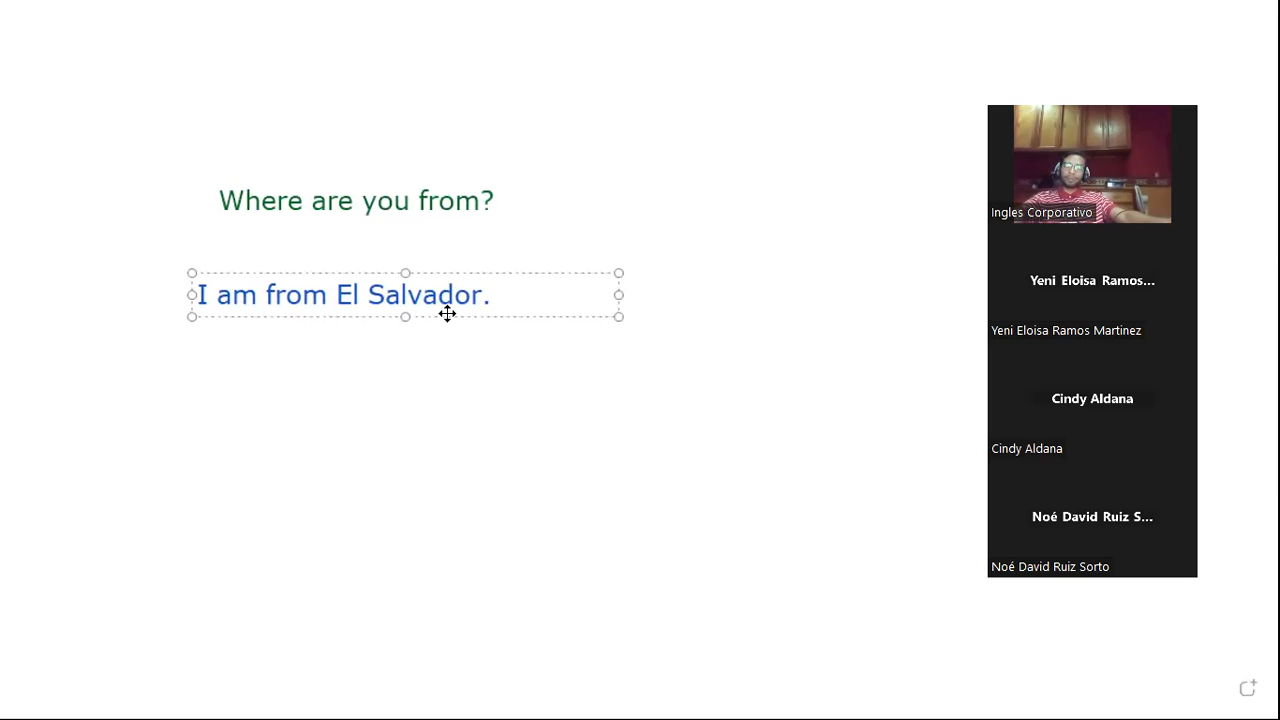 Where are you from?
I am from El Salvador.
Ingles Corporativo
Yeni Eloisa Ramos...
Yeni Eloisa Ramos Martinez
Cindy Aldana
Cindy Aldana
Noé David Ruiz S...
Noé David Ruiz Sorto